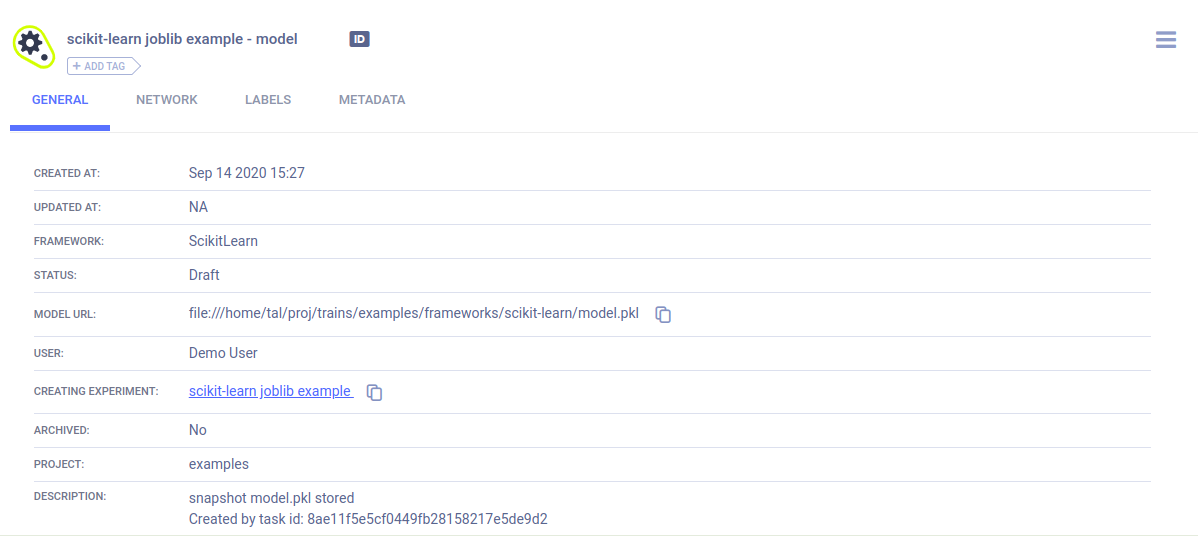 scikit-learn joblib example - model ID
+ ADD TAG
GENERAL NETWORK LABELS METADATA
CREATED AT: Sep 14 2020 15:27
UPDATED AT: NA
FRAMEWORK: ScikitLearn
STATUS: Draft
MODEL URL: file:///home/tal/proj/trains/examples/frameworks/scikit-learn/model.pkl
USER: Demo User
CREATING EXPERIMENT: scikit-learn joblib example
ARCHIVED: No
PROJECT: examples
DESCRIPTION: snapshot model.pkl stored
Created by task id: 8ae11f5e5cf0449fb28158217e5de9d2